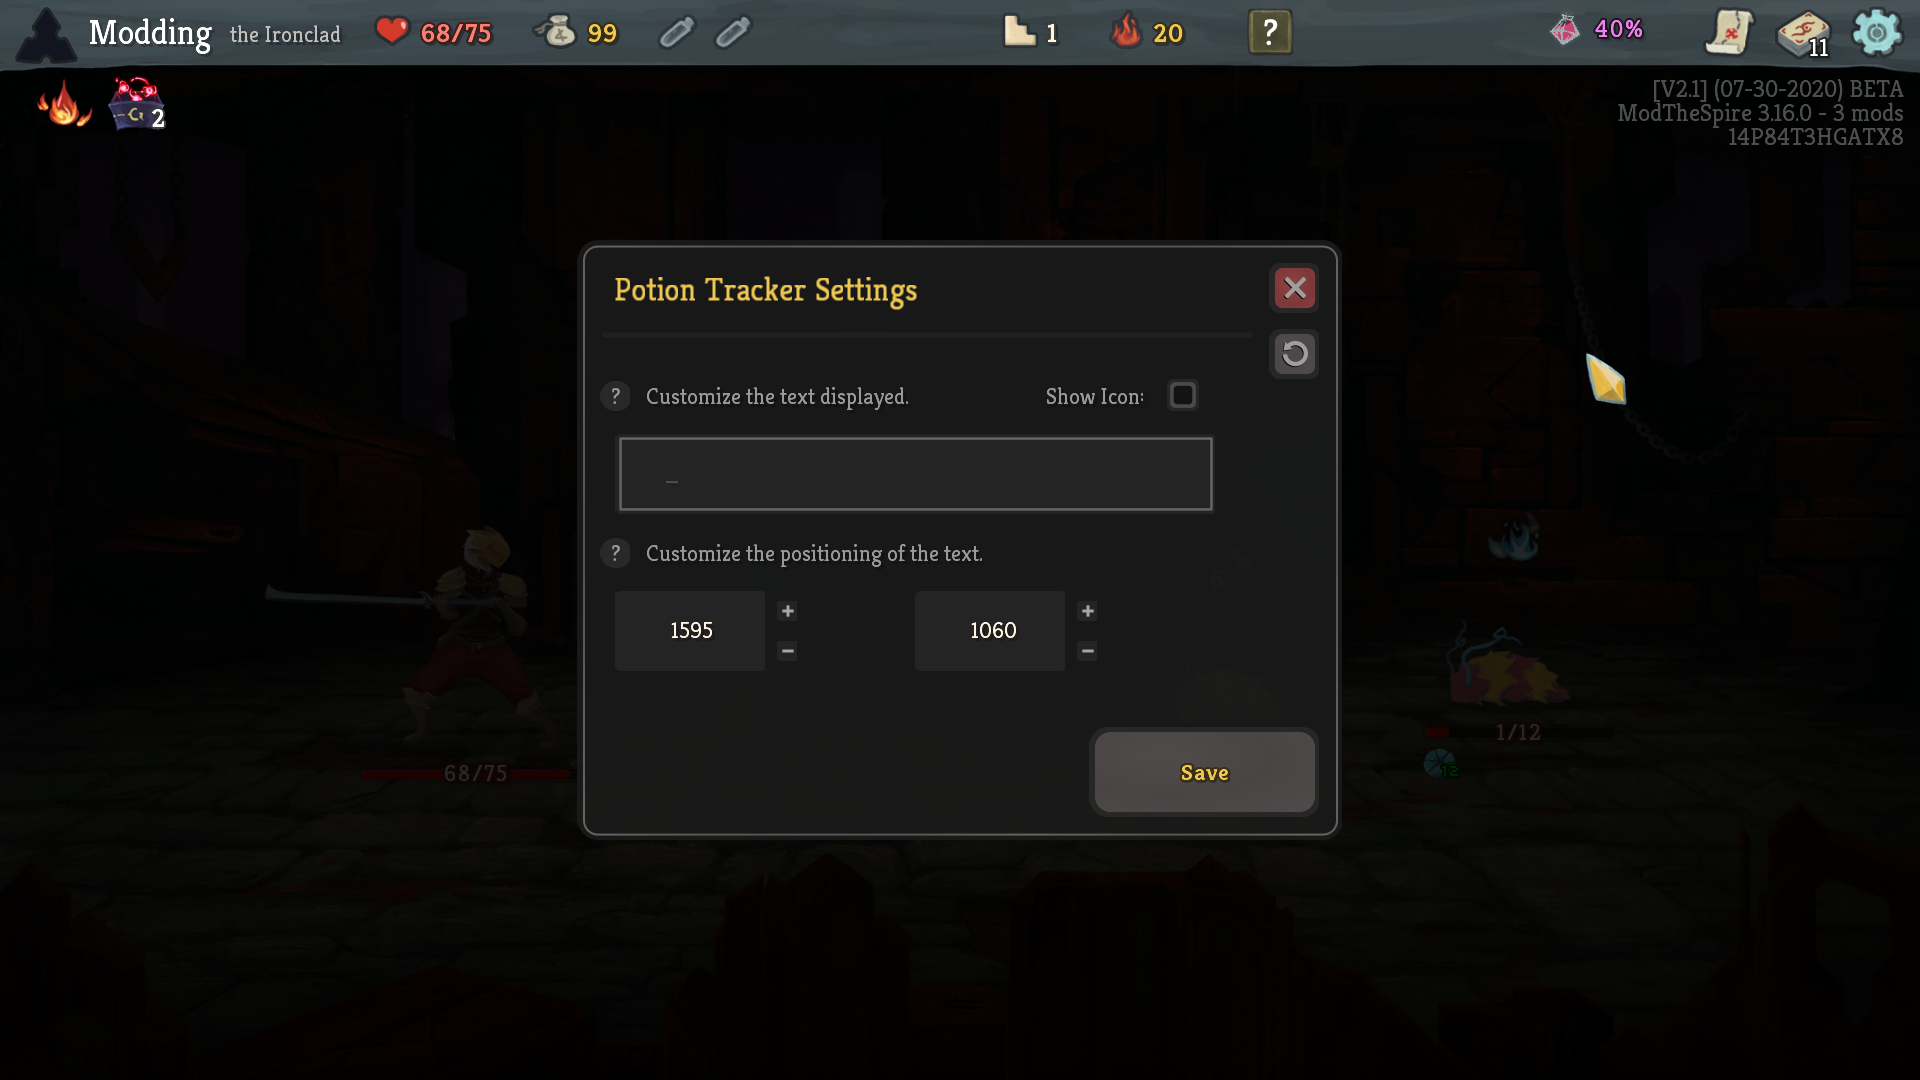 Modding the Ironclad 68/75 99 1 20 ? 40% 11
2
[V2.1] (07-30-2020) BETA
ModTheSpire 3.16.0 - 3 mods
14P84T3HGATX8
Potion Tracker Settings
? Customize the text displayed. Show Icon:
_
? Customize the positioning of the text.
1595 + - 1060 + -
68/75
1/12
12
Save